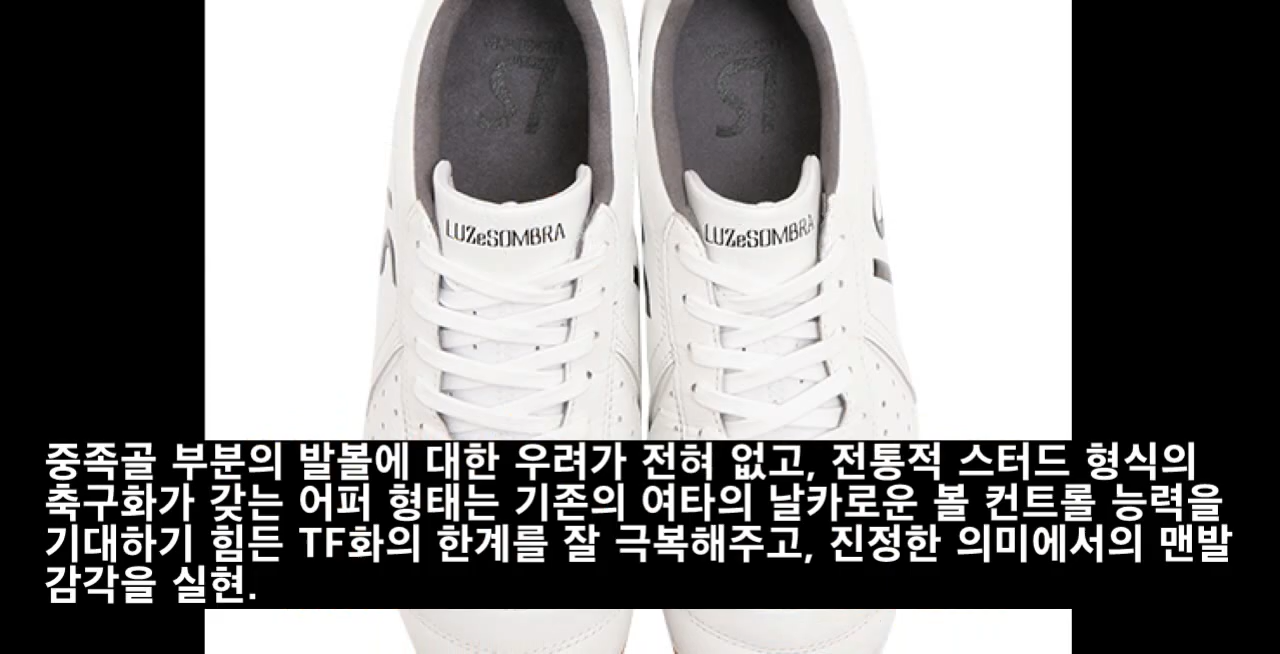 LUZeSOMBRA
LUZeSOMBRA
중족골 부분의 발볼에 대한 우려가 전혀 없고, 전통적 스터드 형식의
축구화가 갖는 어퍼 형태는 기존의 여타의 날카로운 볼 컨트롤 능력을
기대하기 힘든 TF화의 한계를 잘 극복해주고, 진정한 의미에서의 맨발
감각을 실현.